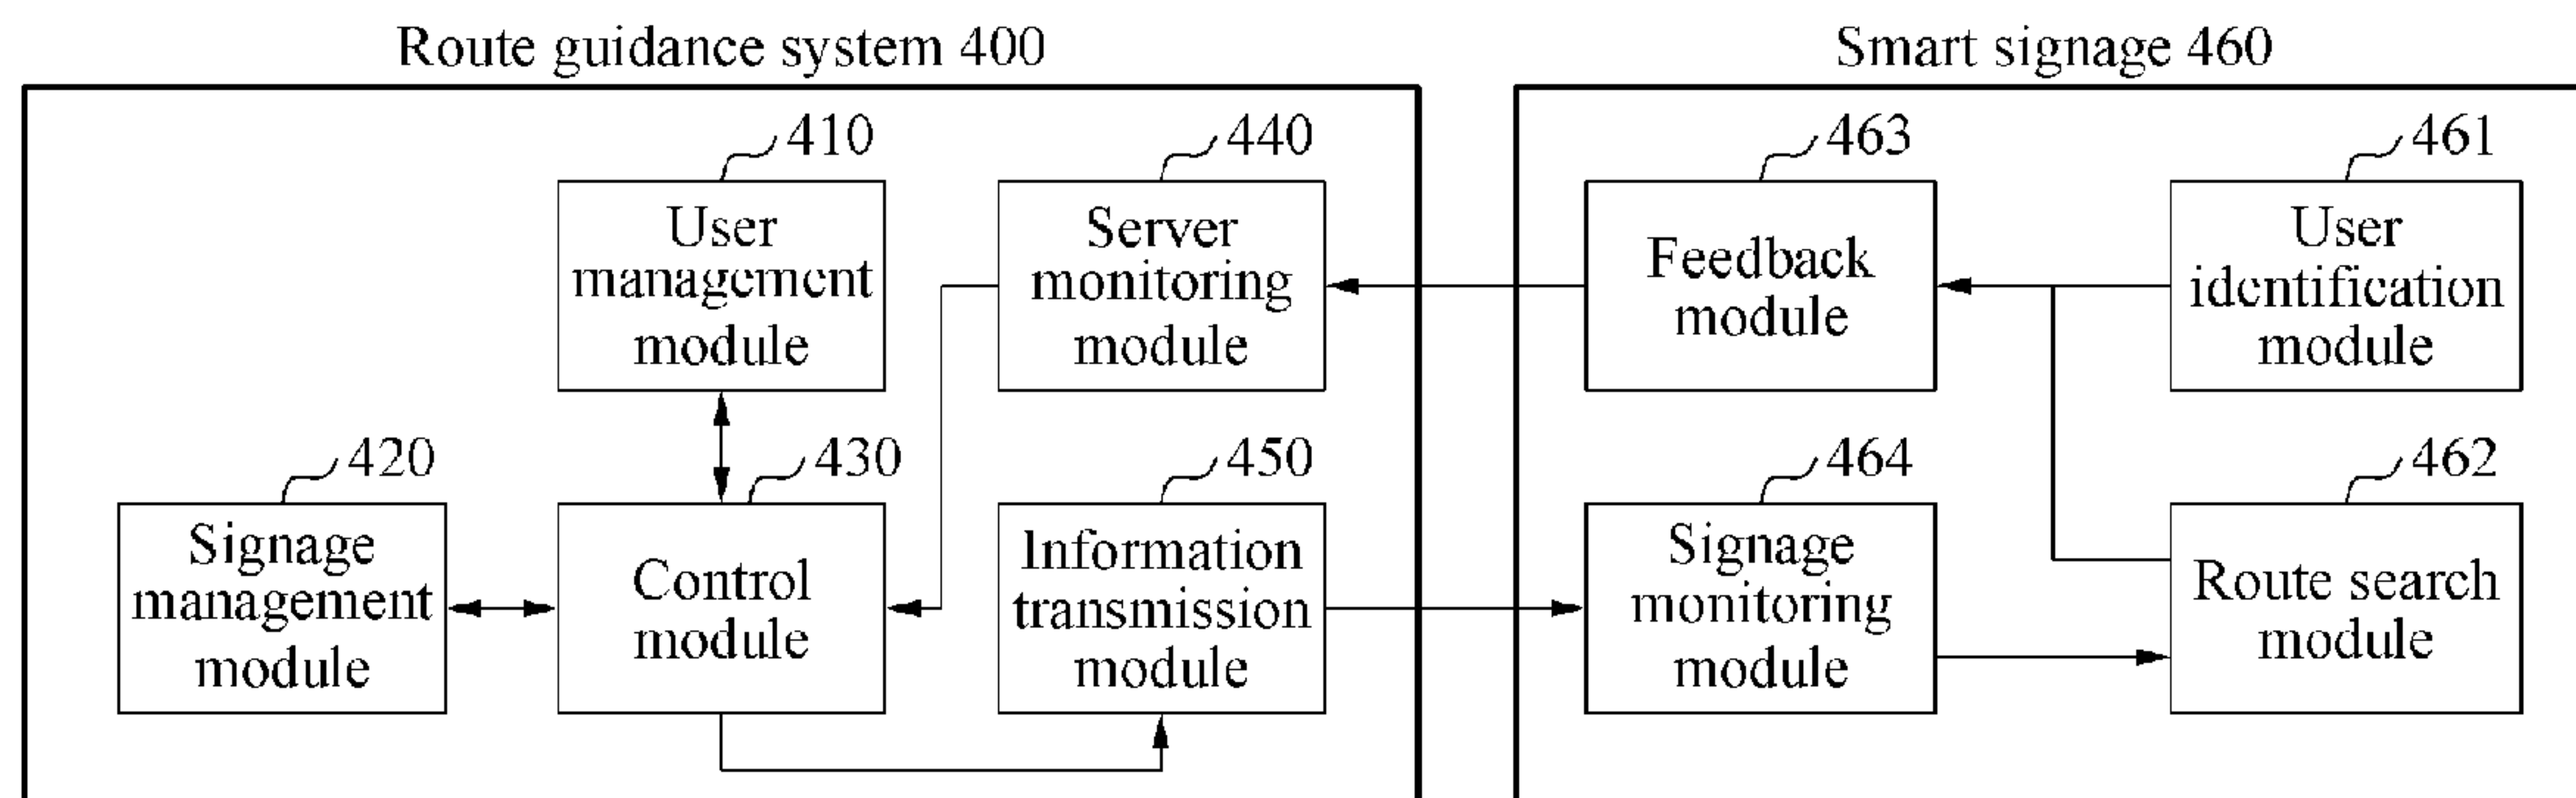 Route guidance system 400
Smart signage 460
410
User
management
module
440
Server
monitoring
module
463
Feedback
module
461
User
identification
module
420
Signage
management
module
430
Control
module
450
Information
transmission
module
464
Signage
monitoring
module
462
Route search
module